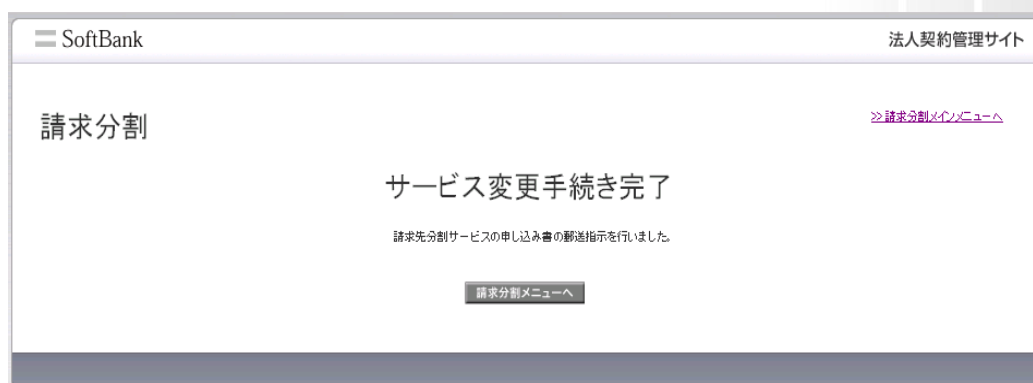 SoftBank
法人契約管理サイト
請求分割
>>請求分割メインメニューへ
サービス変更手続き完了
請求先分割サービスの申し込み書の郵送指示を行いました。
請求分割メニューへ